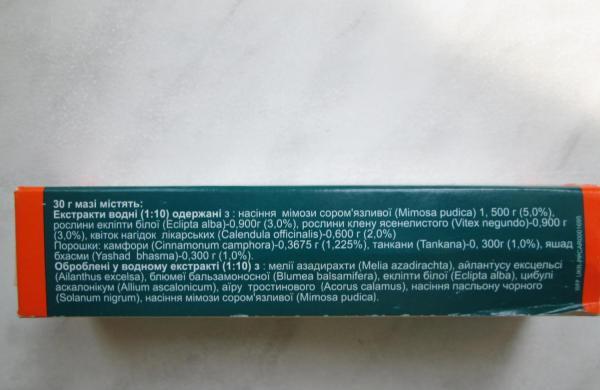 30 г мазі містять:
Екстракти водні (1:10) одержані з : насіння мімози сором'язливої (Mimosa pudica) 1, 500 г (5,0%),
рослини екліпти білої (Eclipta alba)-0,900г (3,0%), рослини клену ясенелистого (Vitex negundo)-0,900 г
(3,0%), квіток нагідок лікарських (Calendula officinalis)-0,600 г (2,0%)
Порошки: камфори (Cinnamonum camphora)-0,3675 г (1,225%), танкани (Tankana)-0, 300г (1,0%), яшад
бхасми (Yashad bhasma)-0,300 г (1,0%).
Оброблені у водному екстракті (1:10) з : мелії азадирахти (Melia azadirachta), айлантусу ексцельсі
(Ailanthus excelsa), блюмеї бальзамоносної (Blumea balsamifera), екліпти білої (Eclipta alba), цибулі
аскалонікум (Allium ascalonicum), аїру тростинового (Acorus calamus), насіння пасльону чорного
(Solanum nigrum), насіння мімози сором'язливої (Mimosa pudica).